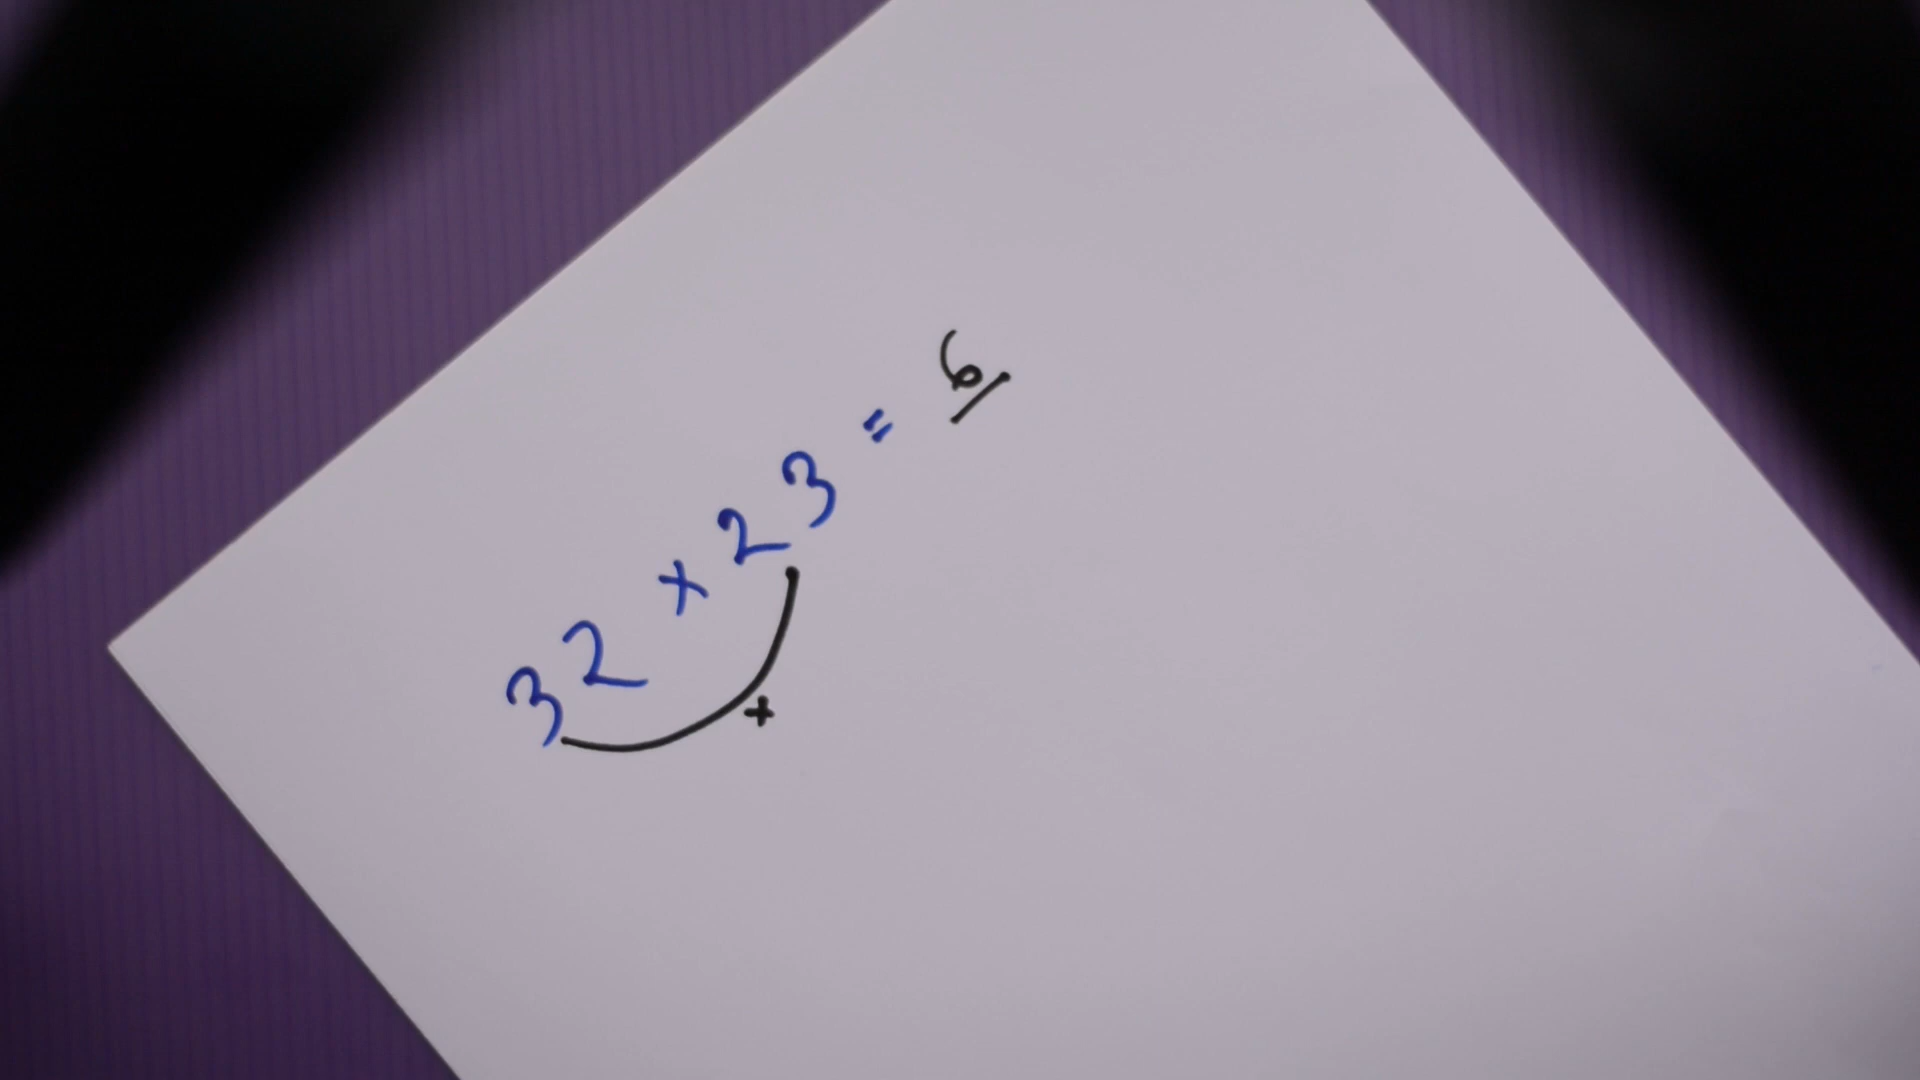 32 × 23 = 6
+